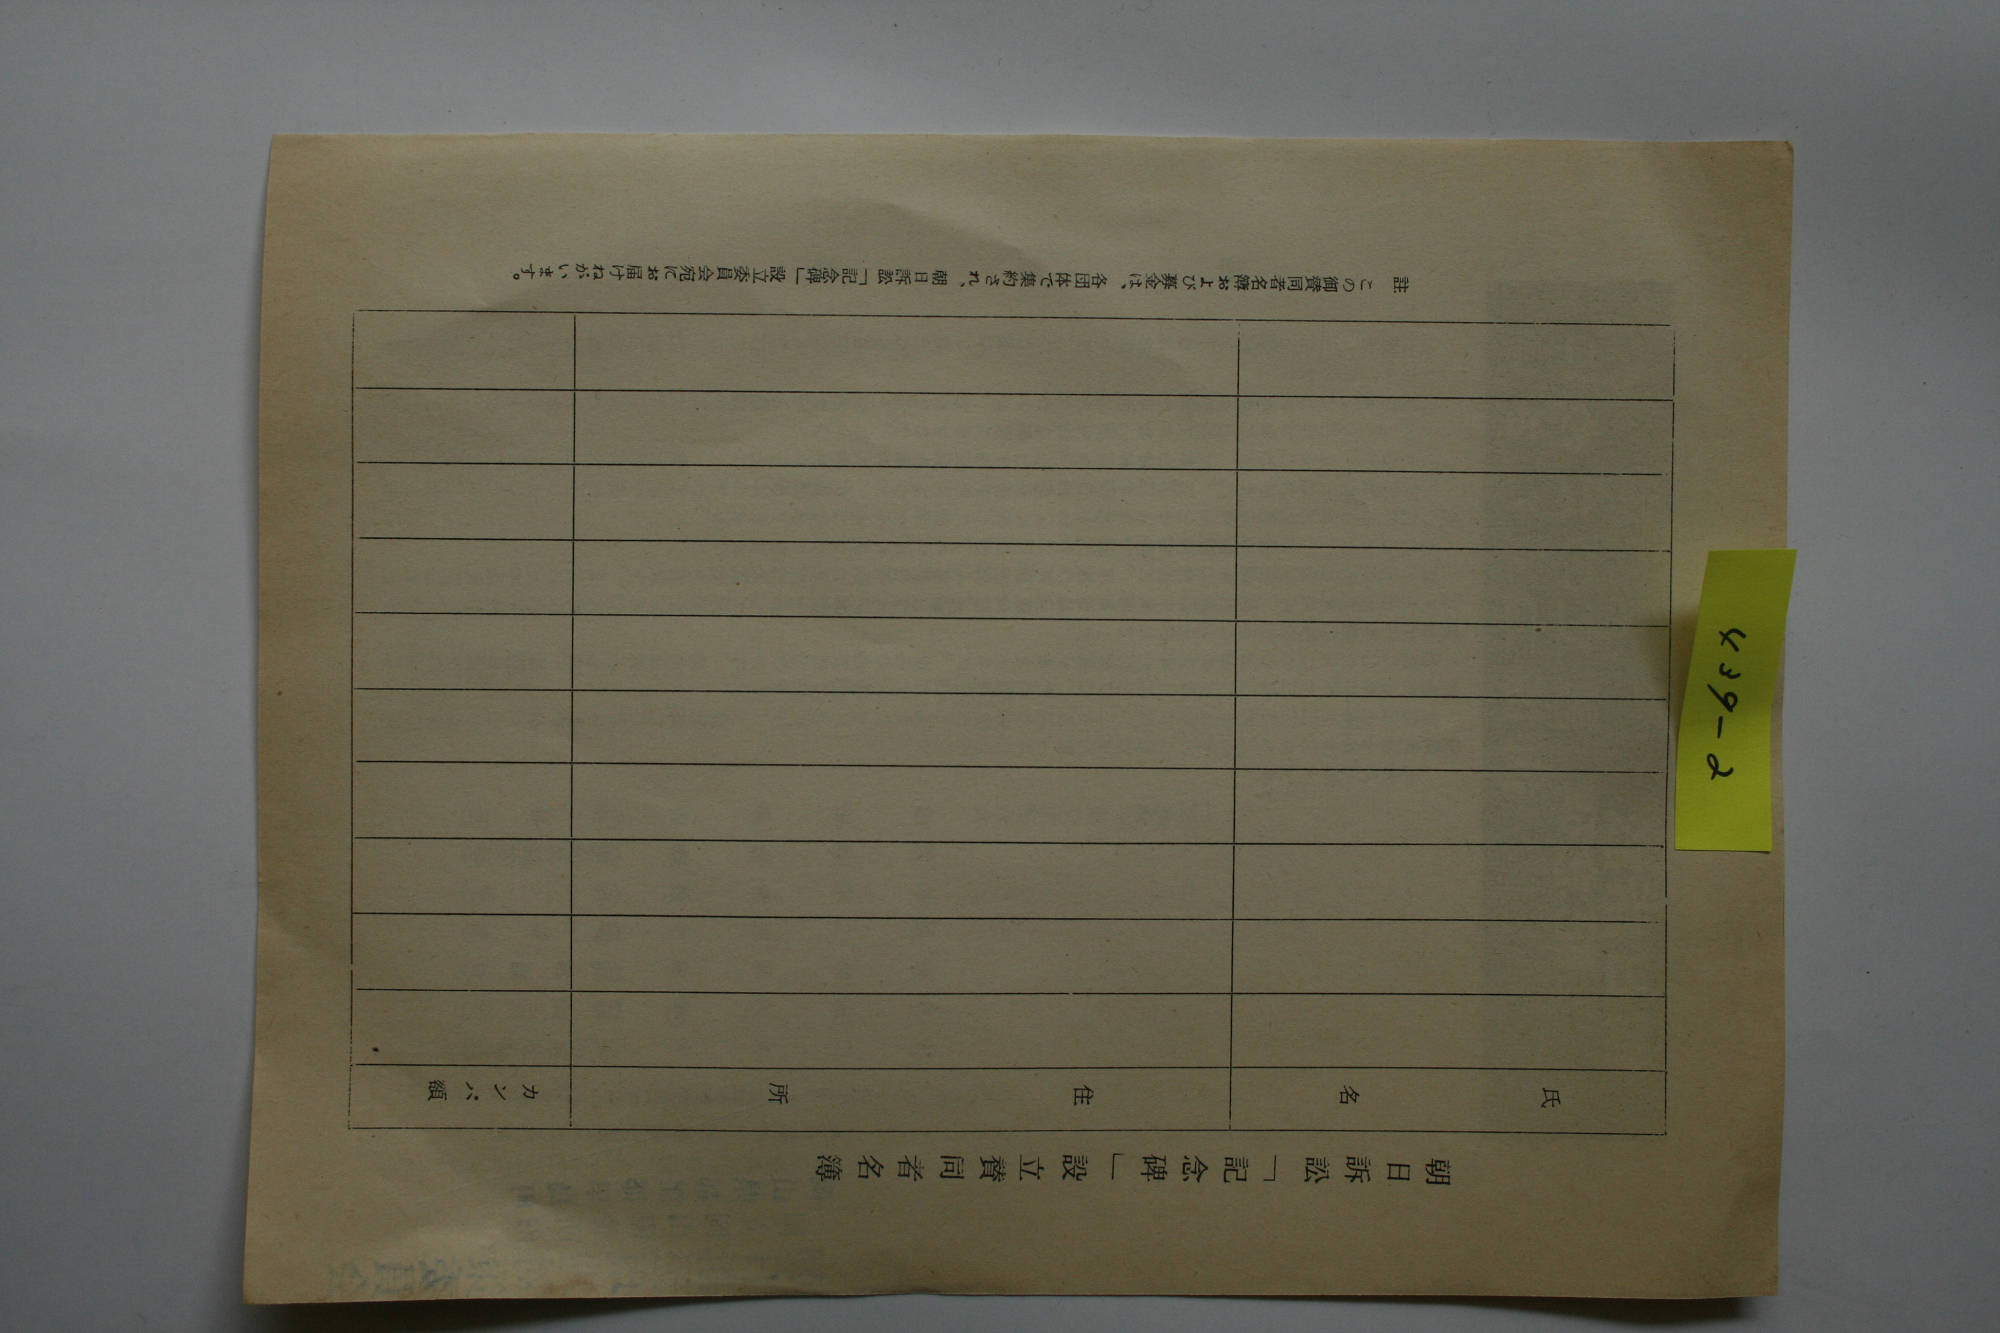 朝日訴訟「記念碑」設立賛同者名簿
氏名
住所
カンパ額
註 この御賛同者名簿および募金は、各団体で集約され、朝日訴訟「記念碑」設立委員会宛にお届けねがいます。
439-2